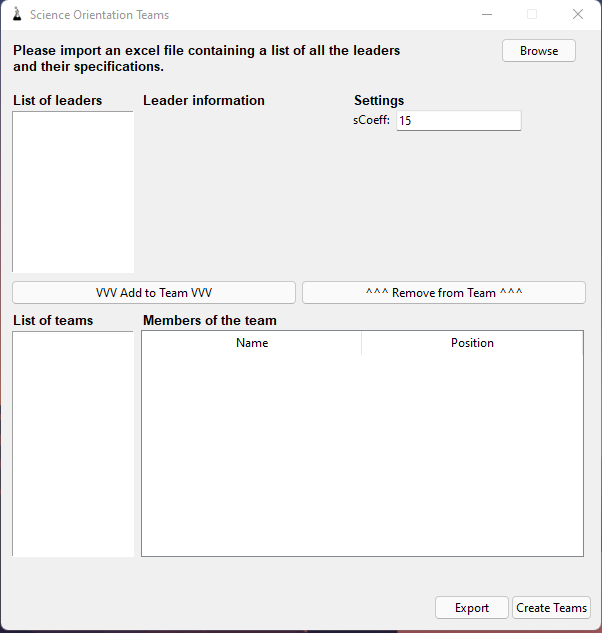 Science Orientation Teams
Please import an excel file containing a list of all the leaders
and their specifications.
Browse
List of leaders
Leader information
Settings
sCoeff:
15
VVV Add to Team VVV
^^^ Remove from Team ^^^
List of teams
Members of the team
Name
Position
Export
Create Teams